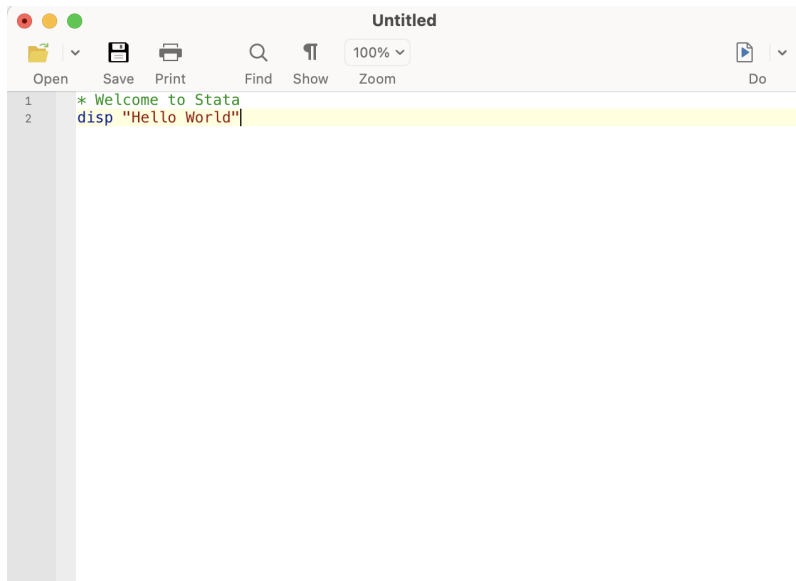 Untitled
100%
Open Save Print Find Show Zoom Do
1 * Welcome to Stata
2 disp "Hello World"